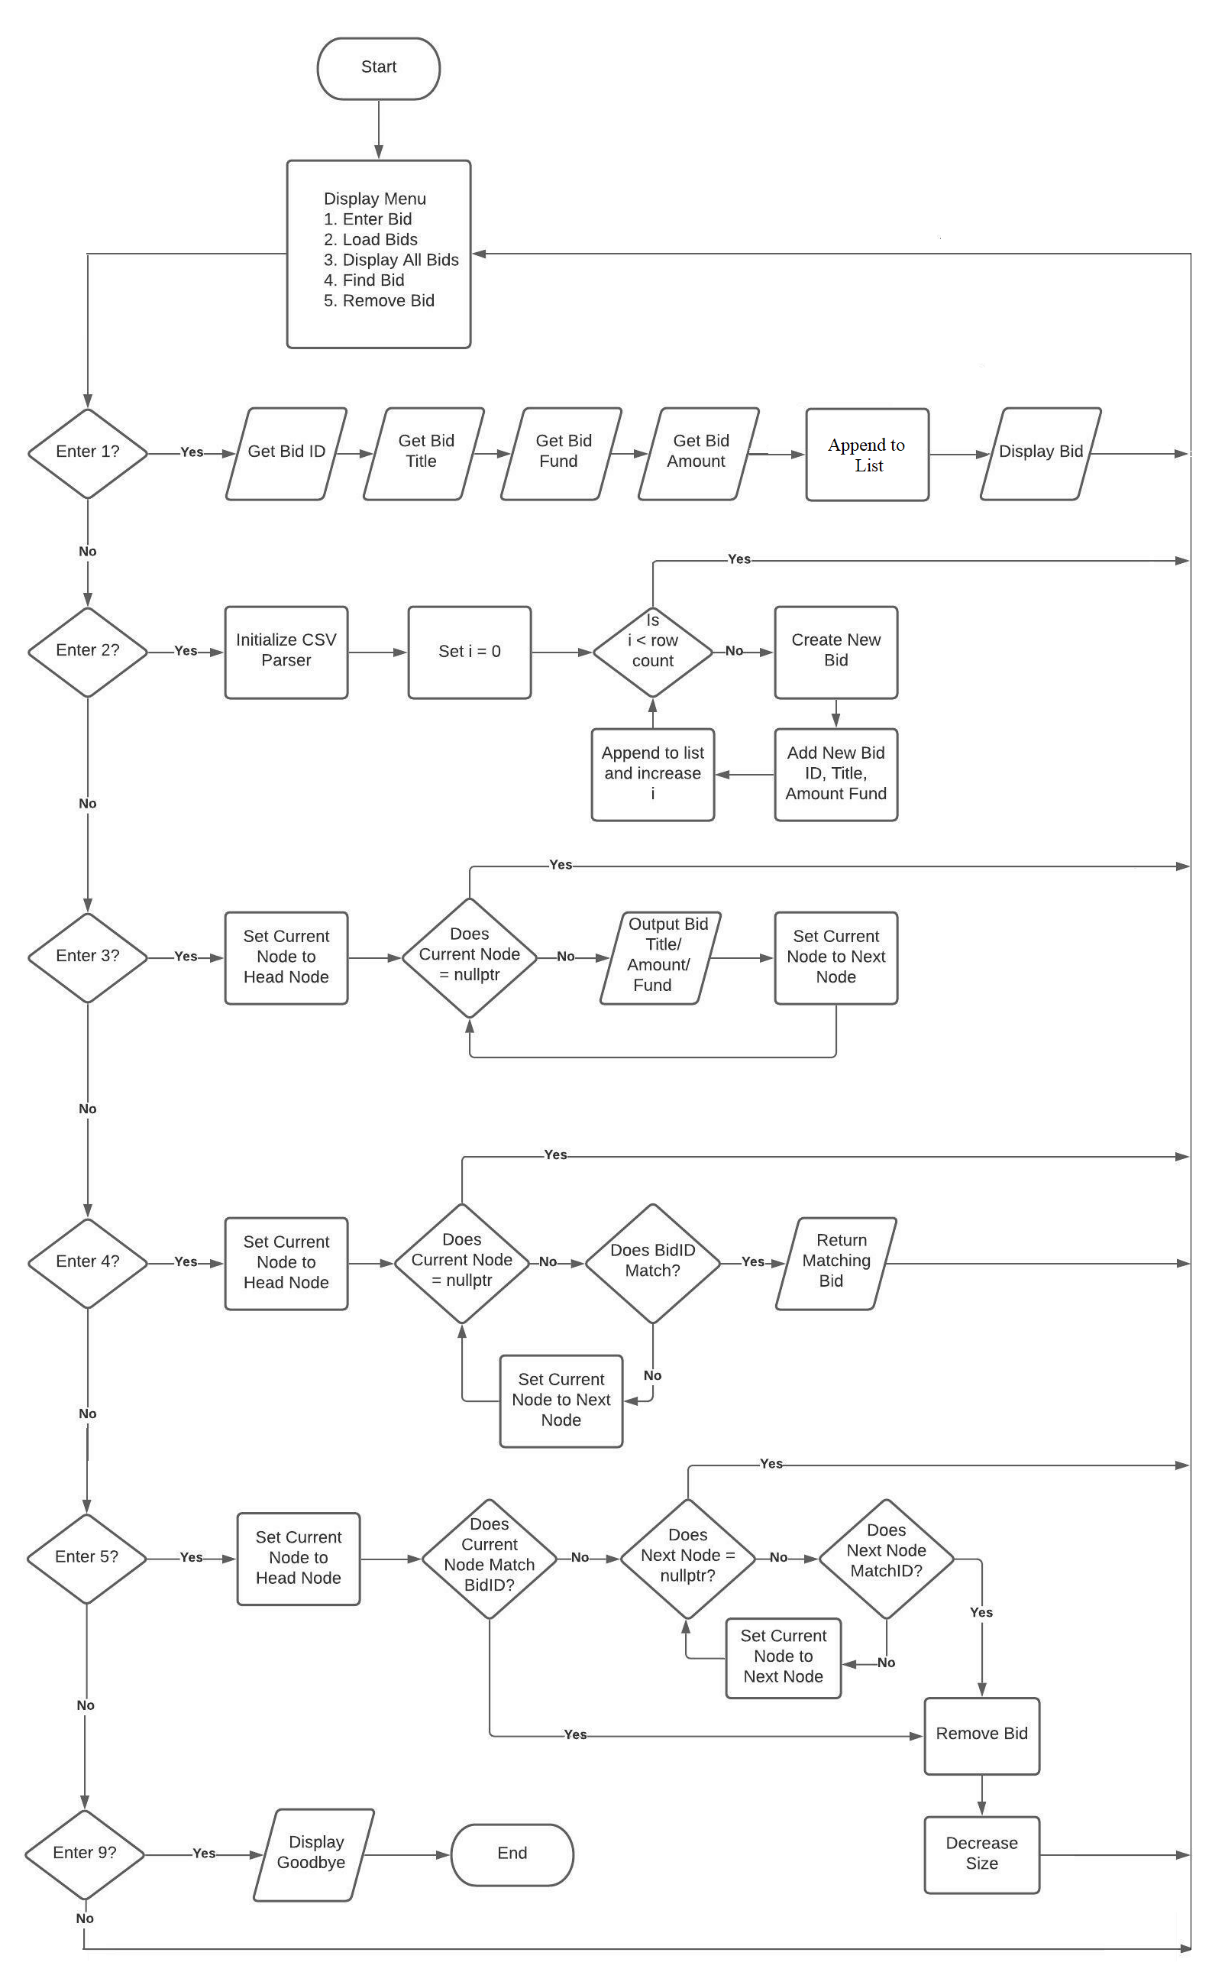 Start
Display Menu
1. Enter Bid
2. Load Bids
3. Display All Bids
4. Find Bid
5. Remove Bid
Enter 1?
Yes
Get Bid ID
Get Bid
Title
Get Bid
Fund
Get Bid
Amount
Append to
List
Display Bid
No
Yes
Enter 2?
Yes
Initialize CSV
Parser
Set i = 0
Is
i < row
count
No
Create New
Bid
Append to list
and increase
i
Add New Bid
ID, Title,
Amount Fund
No
Yes
Enter 3?
Yes
Set Current
Node to
Head Node
Does
Current Node
= nullptr
No
Output Bid
Title/
Amount/
Fund
Set Current
Node to Next
Node
No
Yes
Enter 4?
Yes
Set Current
Node to
Head Node
Does
Current Node
= nullptr
No
Does BidID
Match?
Yes
Return
Matching
Bid
No
Set Current
Node to Next
Node
No
Yes
Enter 5?
Yes
Set Current
Node to
Head Node
Does
Current
Node Match
BidID?
No
Does
Next Node =
nullptr?
No
Does
Next Node
MatchID?
Yes
Set Current
Node to
Next Node
No
No
Yes
Remove Bid
Enter 9?
Yes
Display
Goodbye
End
Decrease
Size
No